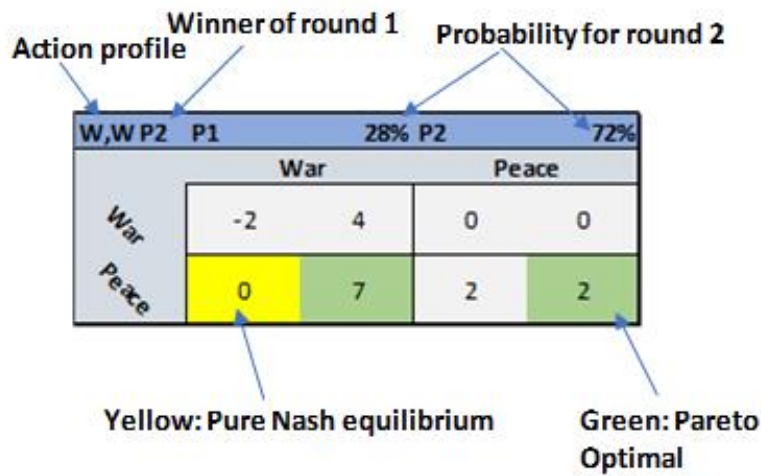 Winner of round 1
Probability for round 2
Action profile
W,W P2 P1 28% P2 72%
War Peace
War -2 4 0 0
Peace 0 7 2 2
Yellow: Pure Nash equilibrium
Green: Pareto
Optimal